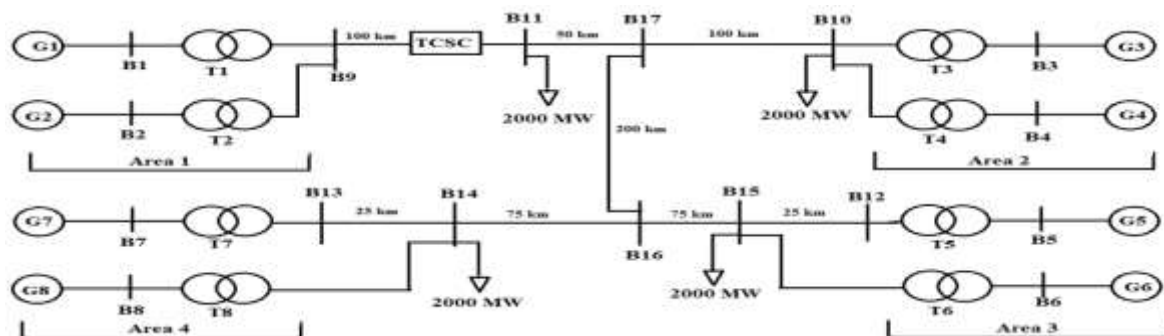 B11 B17 B10
G1 100 km TCSC 50 km 100 km G3
B1 T1 B9 T3 B3
G2 2000 MW 2000 MW G4
B2 T2 200 km T4 B4
Area 1 Area 2
B13 B14 B15 B12
G7 25 km 75 km 75 km 25 km G5
B7 T7 B16 T5 B5
G8 2000 MW 2000 MW G6
B8 T8 T6 B6
Area 4 Area 3